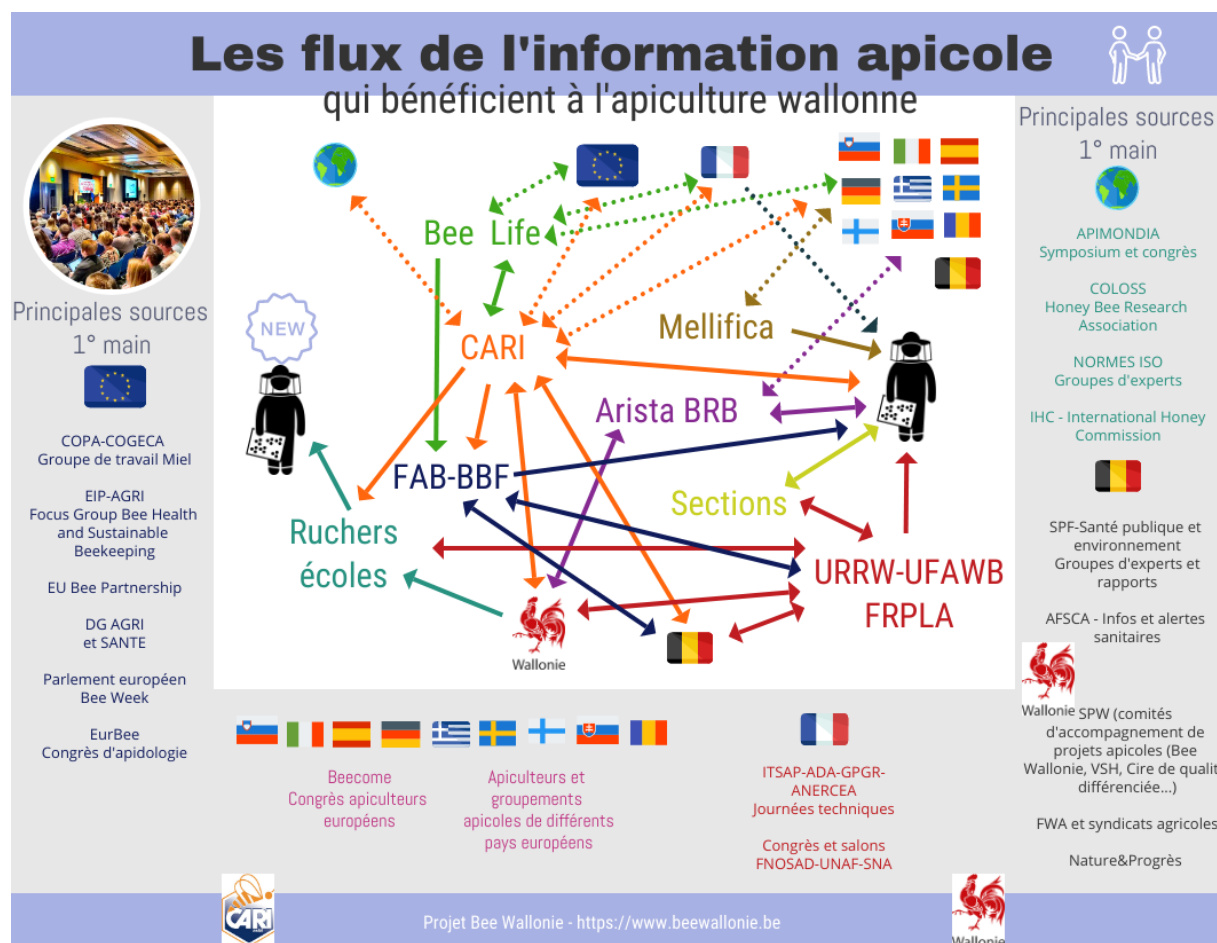 Les flux de l'information apicole
qui bénéficient à l'apiculture wallonne
Principales sources
1° main
COPA-COGECA
Groupe de travail Miel
EIP-AGRI
Focus Group Bee Health
and Sustainable
Beekeeping
EU Bee Partnership
DG AGRI
et SANTE
Parlement européen
Bee Week
EurBee
Congrès d'apidologie
NEW
Bee Life
CARI
Mellifica
Arista BRB
FAB-BBF
Sections
Ruchers
écoles
URRW-UFAWB
FRPLA
Wallonie
Principales sources
1° main
APIMONDIA
Symposium et congrès
COLOSS
Honey Bee Research
Association
NORMES ISO
Groupes d'experts
IHC - International Honey
Commission
SPF-Santé publique et
environnement
Groupes d'experts et
rapports
AFSCA - Infos et alertes
sanitaires
Wallonie
SPW (comités
d'accompagnement de
projets apicoles (Bee
Wallonie, VSH, Cire de qualit
différenciée...)
FWA et syndicats agricoles
Nature&Progrès
Beecome
Congrès apiculteurs
européens
Apiculteurs et
groupements
apicoles de différents
pays européens
ITSAP-ADA-GPGR-
ANERCEA
Journées techniques
Congrès et salons
FNOSAD-UNAF-SNA
CARI
Projet Bee Wallonie - https://www.beewallonie.be
Wallonie